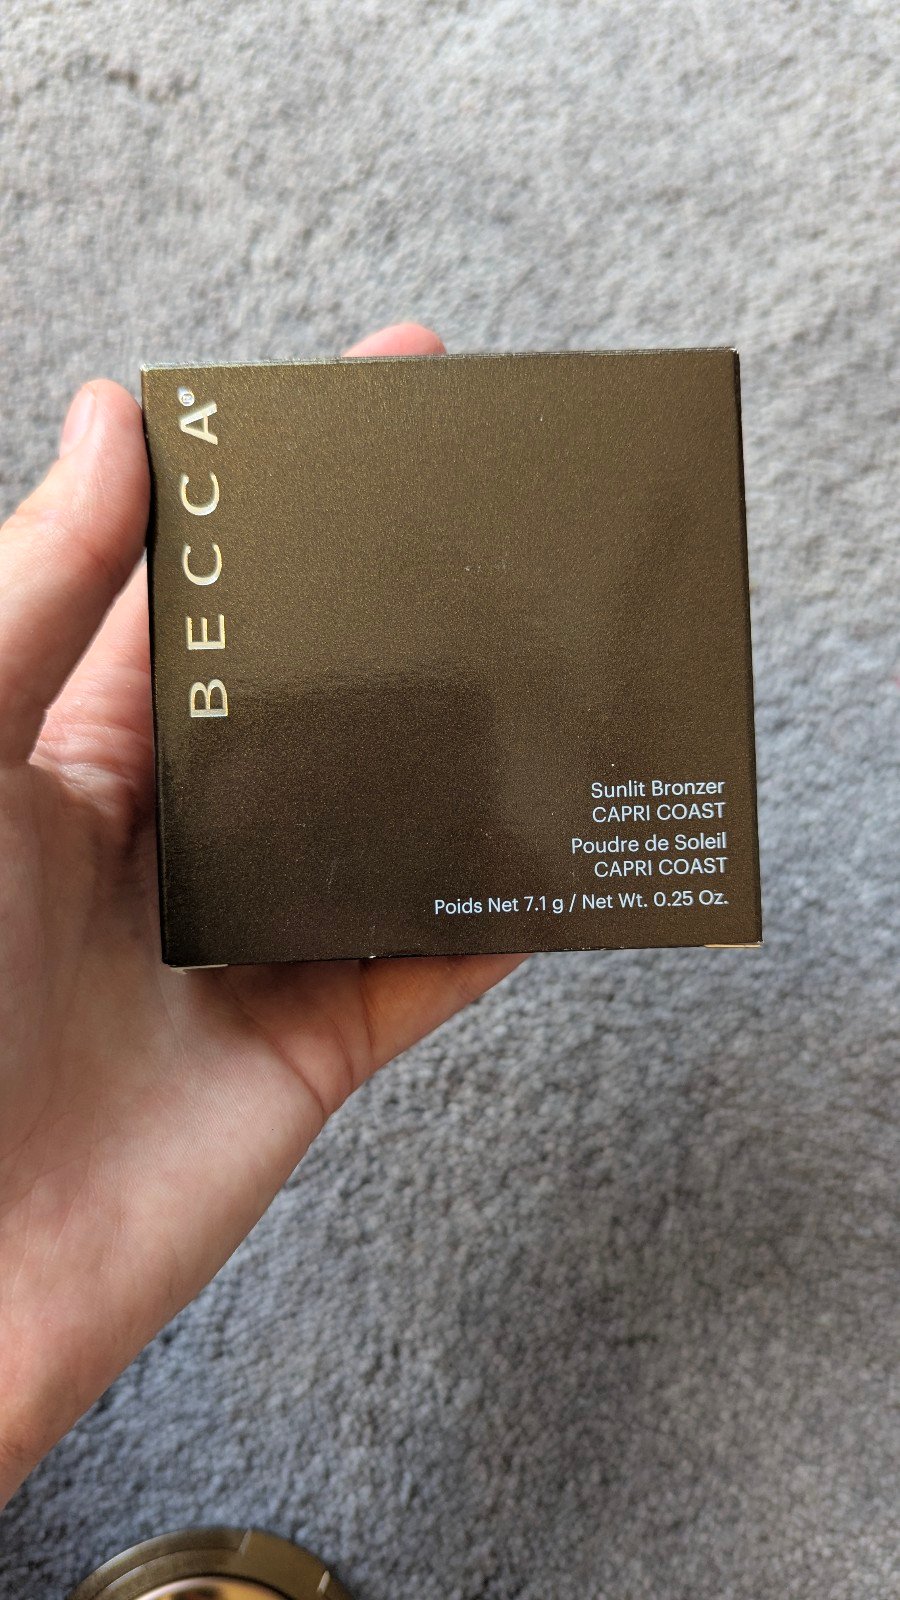 BECCA®
Sunlit Bronzer
CAPRI COAST
Poudre de Soleil
CAPRI COAST
Poids Net 7.1 g / Net Wt. 0.25 Oz.